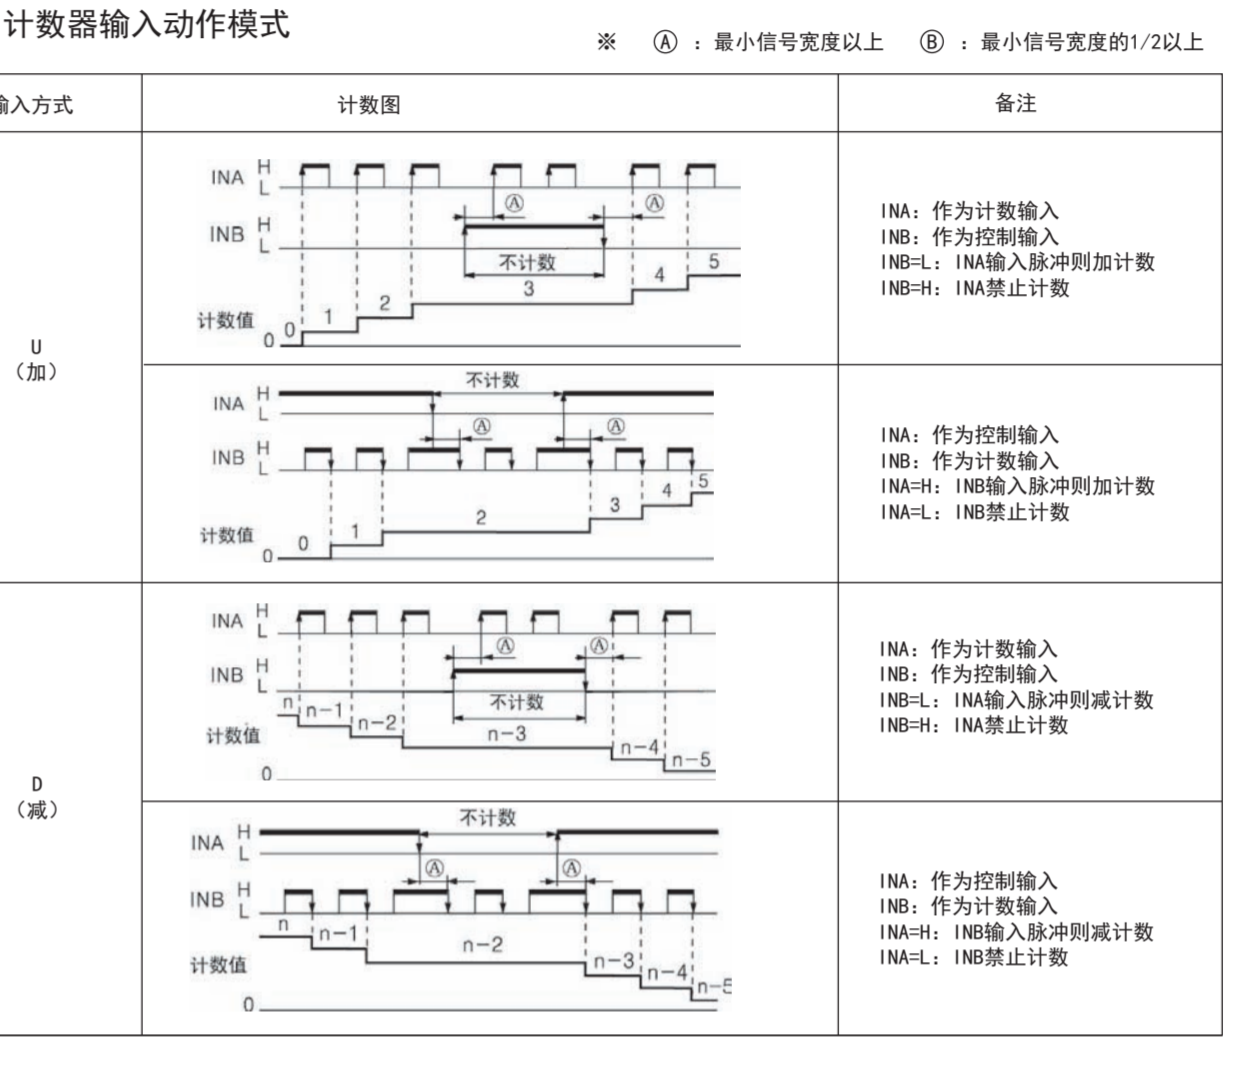 计数器输入动作模式
※ Ⓐ ：最小信号宽度以上 Ⓑ ：最小信号宽度的1/2以上
输入方式 计数图 备注
U
（加）
INA H
L
Ⓐ Ⓐ
INB H
L
不计数
计数值 0 0 1 2 3 4 5
INA：作为计数输入
INB：作为控制输入
INB=L：INA输入脉冲则加计数
INB=H：INA禁止计数
不计数
INA H
L
Ⓐ Ⓐ
INB H
L
计数值 0 0 1 2 3 4 5
INA：作为控制输入
INB：作为计数输入
INA=H：INB输入脉冲则加计数
INA=L：INB禁止计数
D
（减）
INA H
L
Ⓐ Ⓐ
INB H
L
不计数
n n-1 n-2 n-3 n-4 n-5
计数值
0
INA：作为计数输入
INB：作为控制输入
INB=L：INA输入脉冲则减计数
INB=H：INA禁止计数
不计数
INA H
L
Ⓐ Ⓐ
INB H
L
n n-1 n-2 n-3 n-4 n-5
计数值
0
INA：作为控制输入
INB：作为计数输入
INA=H：INB输入脉冲则减计数
INA=L：INB禁止计数